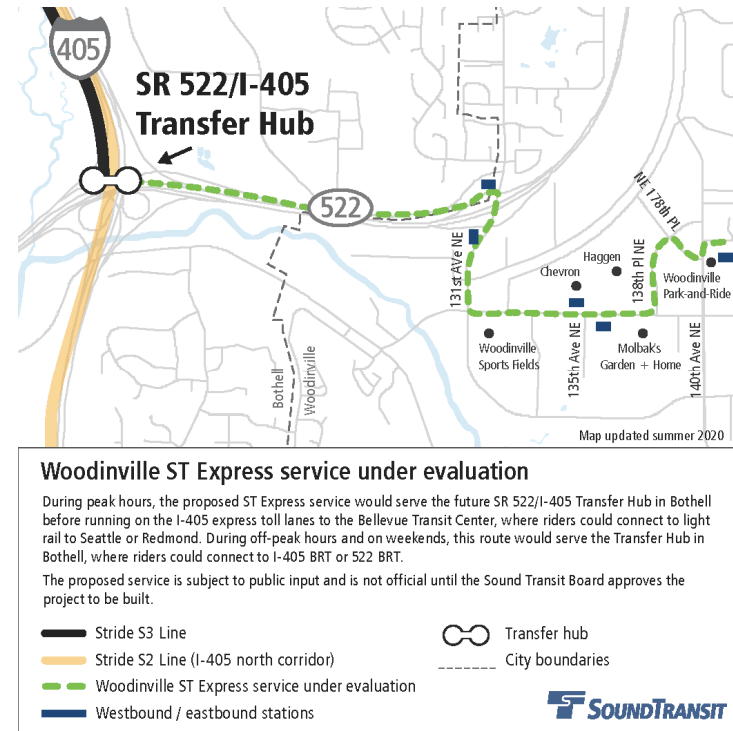 405
SR 522/I-405
Transfer Hub
522
NE 178th PL
131st AVe NE
Haggen
Chevron
138th Pl NE
Woodinville
Park-and-Ride
Woodinville
Sports Fields
135th Ave NE
Molbaks
Garden + Home
140th Ave NE
Bothell
Woodinville
Map updated summer 2020
Woodinville ST Express service under evaluation
During peak hours, the proposed ST Express service would serve the future SR 522/I-405 Transfer Hub in Bothell
before running on the I-405 express toll lanes to the Bellevue Transit Center, where riders could connect to light
rail to Seattle or Redmond. During off-peak hours and on weekends, this route would serve the Transfer Hub in
Bothell, where riders could connect to I-405 BRT or 522 BRT.
The proposed service is subject to public input and is not official until the Sound Transit Board approves the
project to be built.
Stride S3 Line
Transfer hub
Stride S2 Line (I-405 north corridor)
City boundaries
Woodinville ST Express service under evaluation
Westbound / eastbound stations
SOUNDTRANSIT